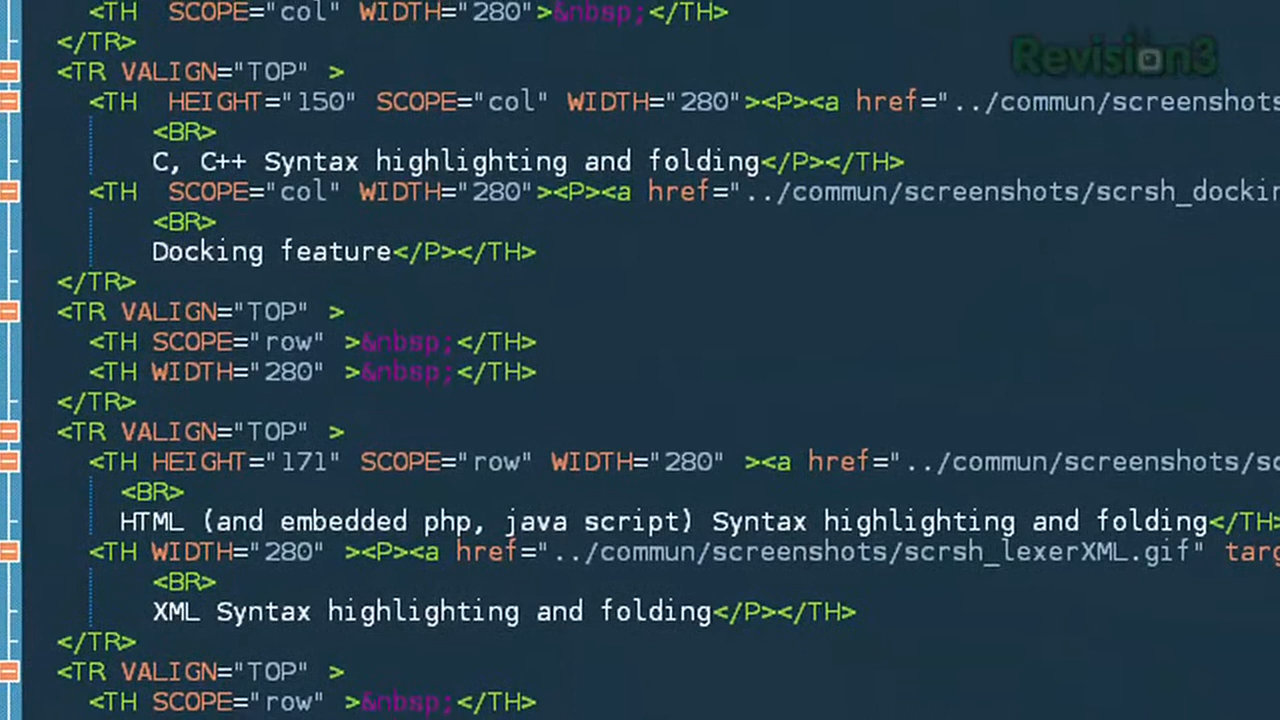 <TH  SCOPE="col" WIDTH="280">&nbsp;</TH>
</TR>
Revision3
<TR VALIGN="TOP" >
<TH  HEIGHT="150" SCOPE="col" WIDTH="280"><P><a href="../commun/screenshots
<BR>
C, C++ Syntax highlighting and folding</P></TH>
<TH  SCOPE="col" WIDTH="280"><P><a href="../commun/screenshots/scrsh_dockin
<BR>
Docking feature</P></TH>
</TR>
<TR VALIGN="TOP" >
<TH SCOPE="row" >&nbsp;</TH>
<TH WIDTH="280" >&nbsp;</TH>
</TR>
<TR VALIGN="TOP" >
<TH HEIGHT="171" SCOPE="row" WIDTH="280" ><a href="../commun/screenshots/sc
<BR>
HTML (and embedded php, java script) Syntax highlighting and folding</TH>
<TH WIDTH="280" ><P><a href="../commun/screenshots/scrsh_lexerXML.gif" targ
<BR>
XML Syntax highlighting and folding</P></TH>
</TR>
<TR VALIGN="TOP" >
<TH SCOPE="row" >&nbsp;</TH>